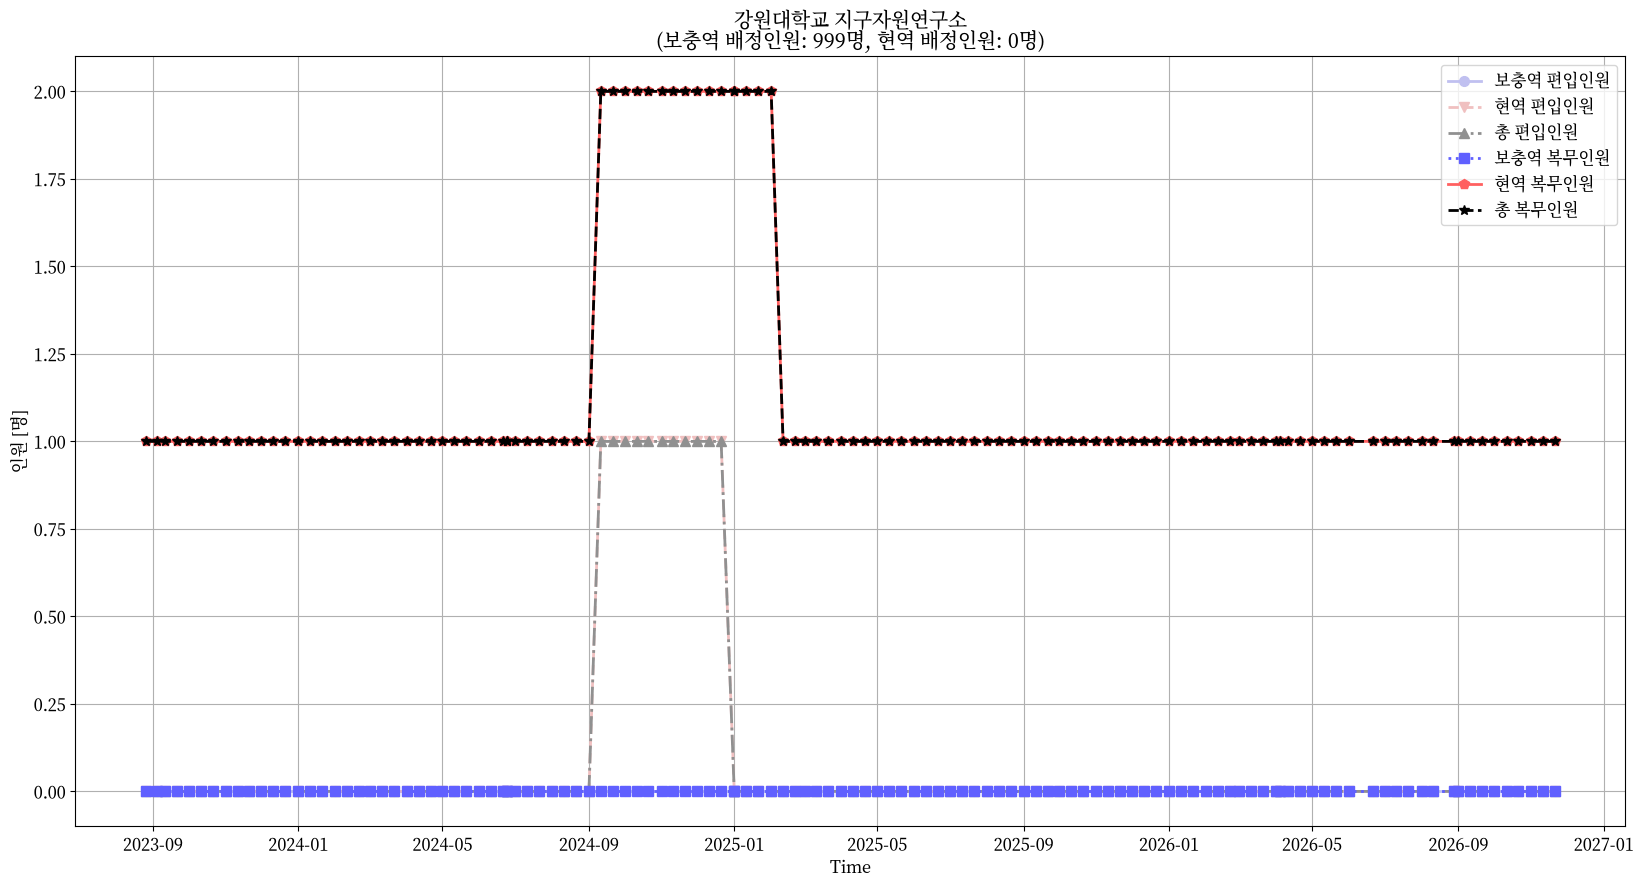 강원대학교 지구자원연구소
(보충역 배정인원: 999명, 현역 배정인원: 0명)
보충역 편입인원
현역 편입인원
총 편입인원
보충역 복무인원
현역 복무인원
총 복무인원
인원 [명]
2.00
1.75
1.50
1.25
1.00
0.75
0.50
0.25
0.00
2023-09
2024-01
2024-05
2024-09
2025-01
2025-05
2025-09
2026-01
2026-05
2026-09
2027-01
Time